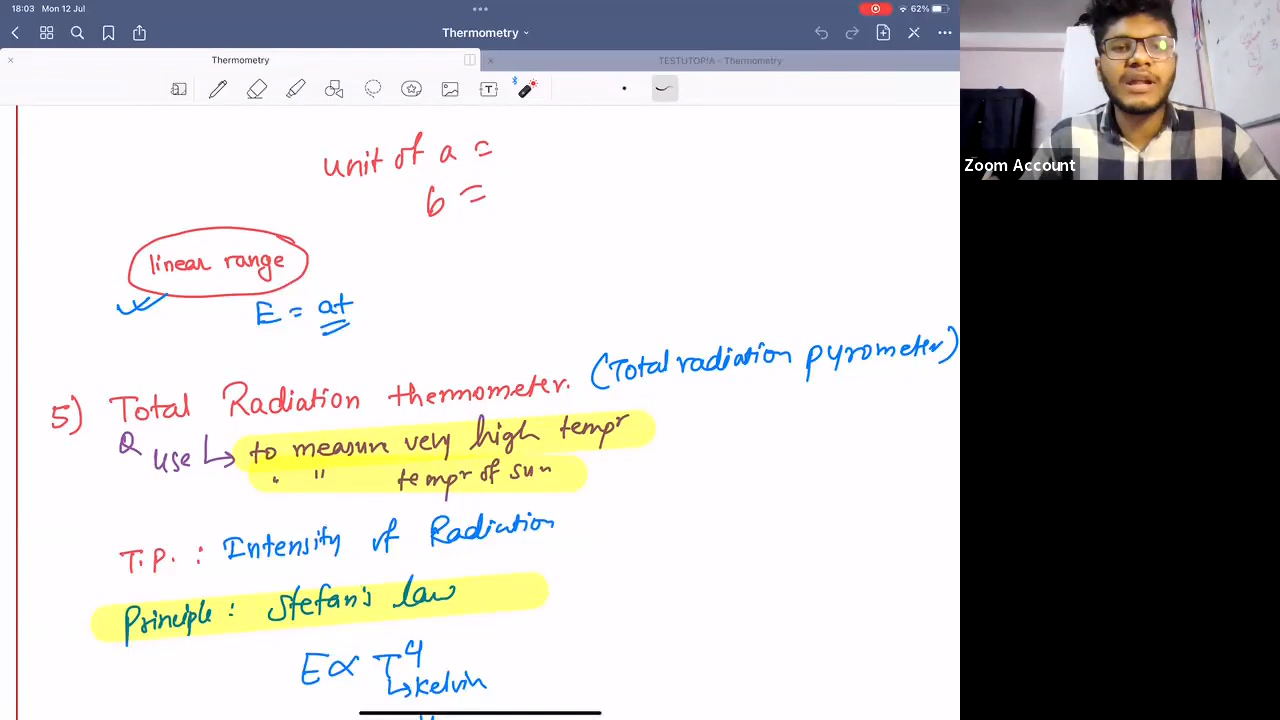 18:03 Mon 12 Jul
62%
Thermometry
Thermometry
TESTUTOP!A - Thermometry
Zoom Account
unit of a =
b =
linear range
E = at
5) Total Radiation thermometer. (Total radiation pyrometer)
Use to measure very high tempr
" " tempr of sun
T.P. : Intensity of Radiation
Principle : Stefan's law
E ∝ T⁴
Kelvin